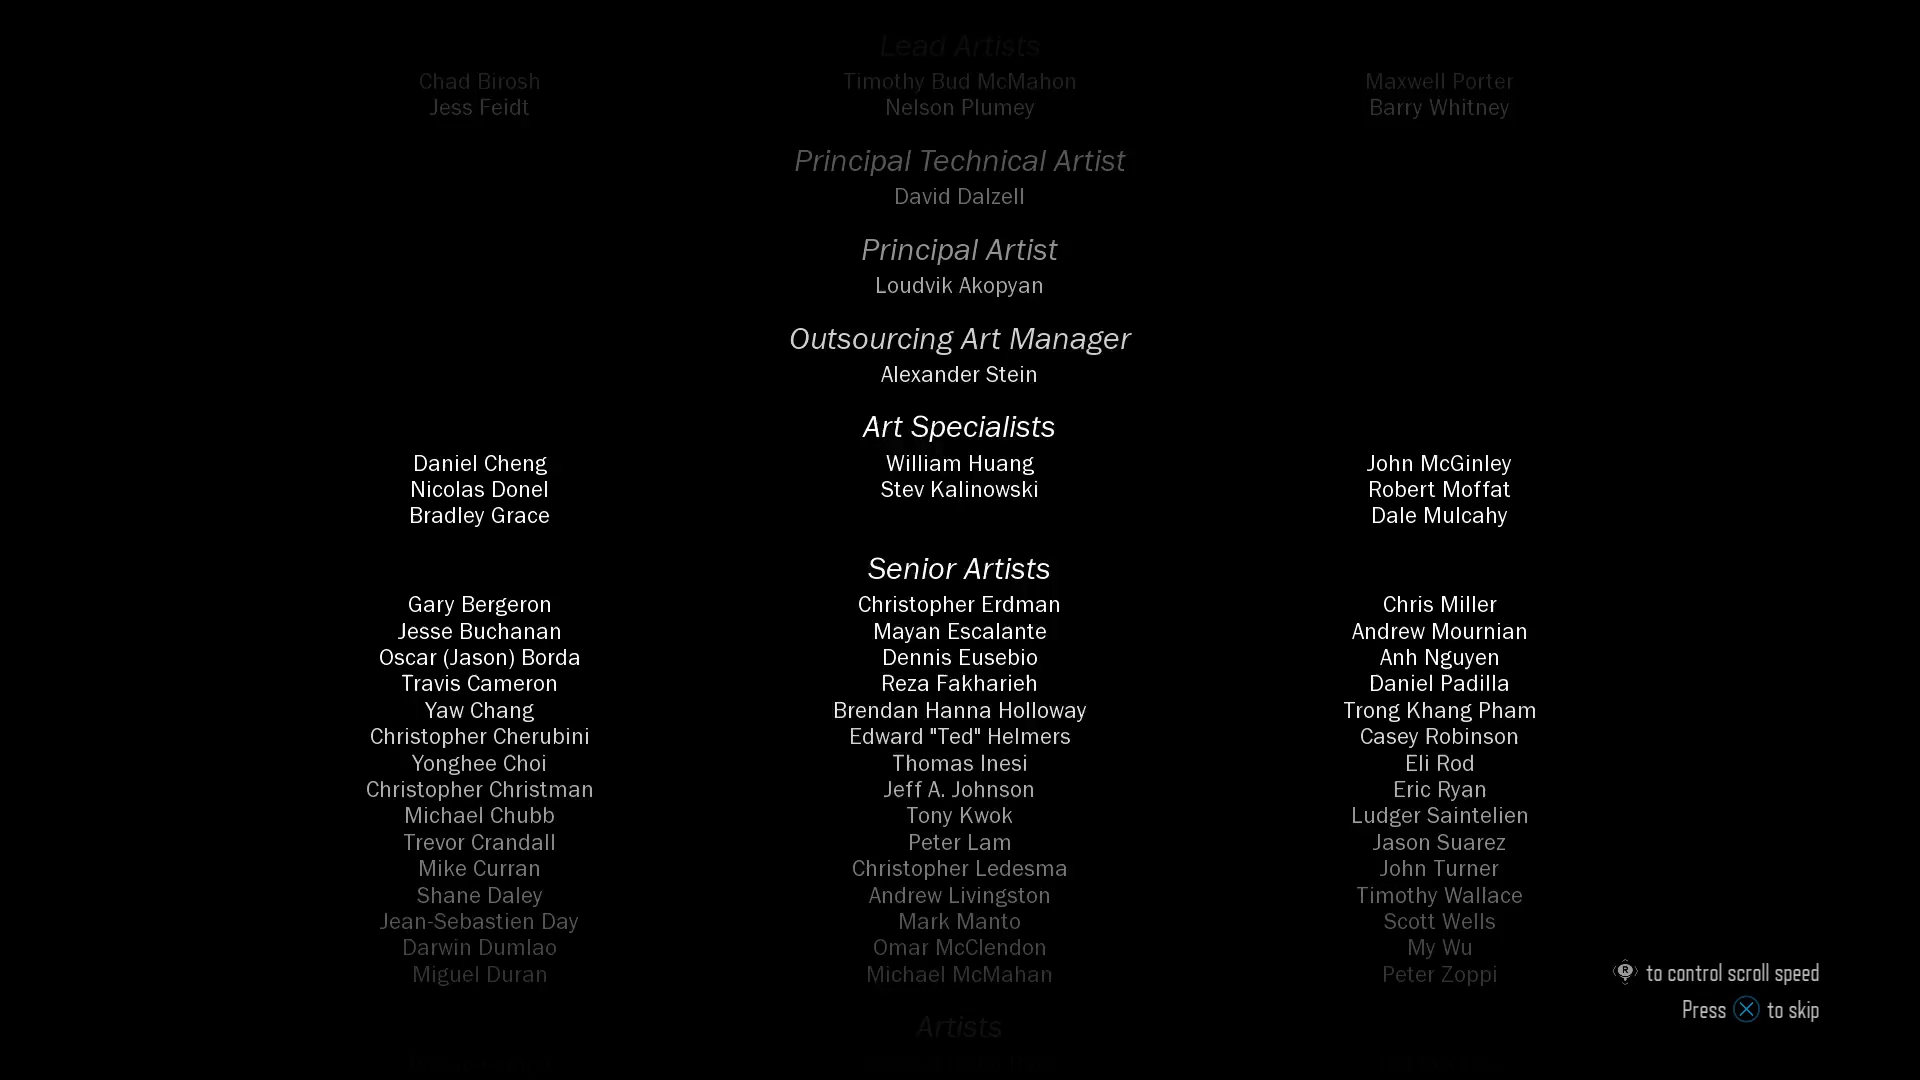 Lead Artists
Chad Birosh Timothy Bud McMahon Maxwell Porter
Jess Feidt Nelson Plumey Barry Whitney
Principal Technical Artist
David Dalzell
Principal Artist
Loudvik Akopyan
Outsourcing Art Manager
Alexander Stein
Art Specialists
Daniel Cheng William Huang John McGinley
Nicolas Donel Stev Kalinowski Robert Moffat
Bradley Grace Dale Mulcahy
Senior Artists
Gary Bergeron Christopher Erdman Chris Miller
Jesse Buchanan Mayan Escalante Andrew Mournian
Oscar (Jason) Borda Dennis Eusebio Anh Nguyen
Travis Cameron Reza Fakharieh Daniel Padilla
Yaw Chang Brendan Hanna Holloway Trong Khang Pham
Christopher Cherubini Edward "Ted" Helmers Casey Robinson
Yonghee Choi Thomas Inesi Eli Rod
Christopher Christman Jeff A. Johnson Eric Ryan
Michael Chubb Tony Kwok Ludger Saintelien
Trevor Crandall Peter Lam Jason Suarez
Mike Curran Christopher Ledesma John Turner
Shane Daley Andrew Livingston Timothy Wallace
Jean-Sebastien Day Mark Manto Scott Wells
Darwin Dumlao Omar McClendon My Wu
Miguel Duran Michael McMahan Peter Zoppi
R to control scroll speed
Press to skip
Artists